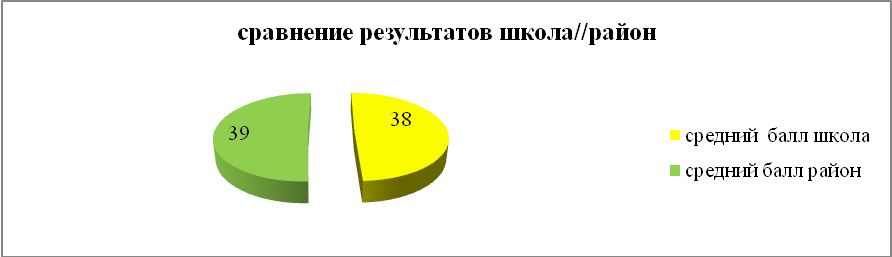 сравнение результатов школа//район
39
38
средний балл школа
средний балл район